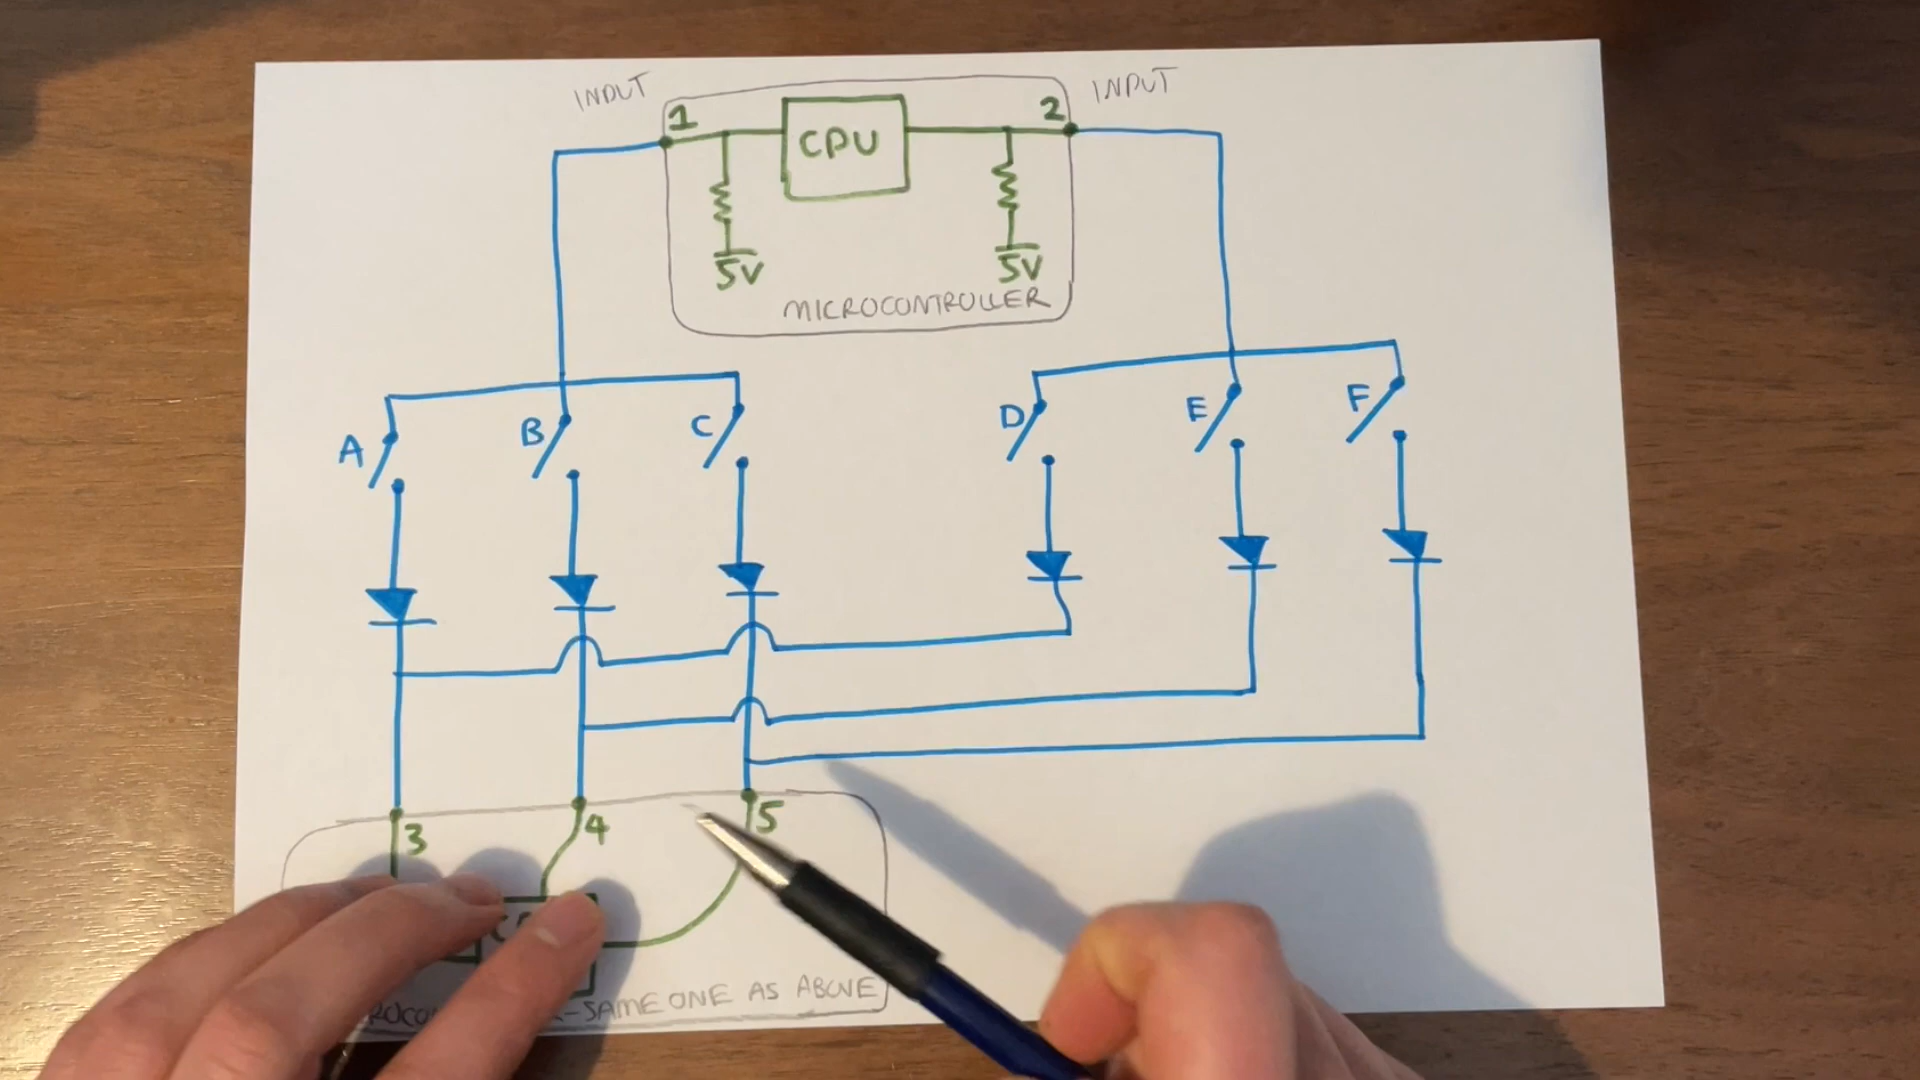 INPUT
1
CPU
2
INPUT
5V
5V
MICROCONTROLLER
A
B
C
D
E
F
3
4
5
-SAME ONE AS ABOVE